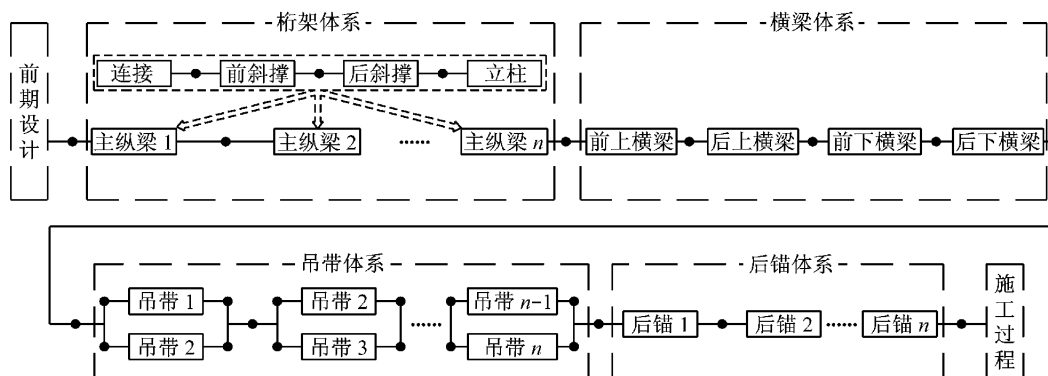 桁架体系
横梁体系
前期设计
连接 前斜撑 后斜撑 立柱
主纵梁 1 主纵梁 2 …… 主纵梁 n 前上横梁 后上横梁 前下横梁 后下横梁
吊带体系
后锚体系
吊带 1 吊带 2 吊带 n-1
…… 后锚 1 后锚 2 …… 后锚 n
吊带 2 吊带 3 吊带 n
施工过程